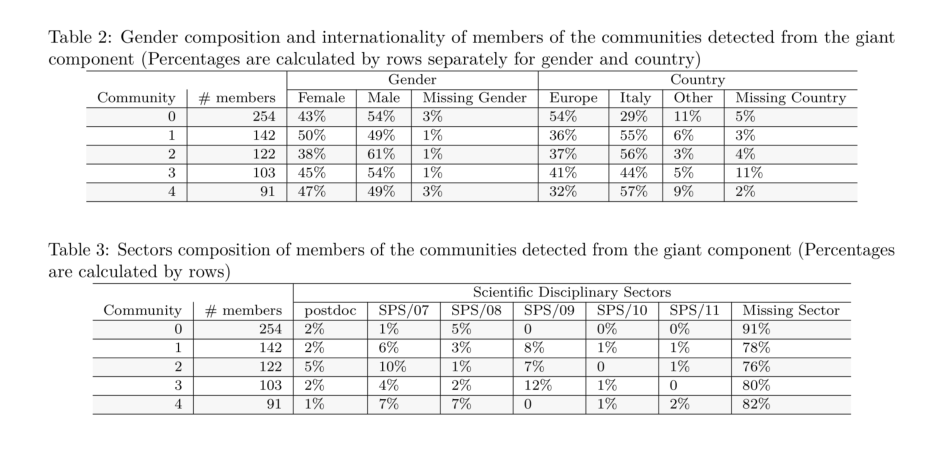 Table 2: Gender composition and internationality of members of the communities detected from the giant
component (Percentages are calculated by rows separately for gender and country)
Gender Country
Community # members Female Male Missing Gender Europe Italy Other Missing Country
0 254 43% 54% 3% 54% 29% 11% 5%
1 142 50% 49% 1% 36% 55% 6% 3%
2 122 38% 61% 1% 37% 56% 3% 4%
3 103 45% 54% 1% 41% 44% 5% 11%
4 91 47% 49% 3% 32% 57% 9% 2%
Table 3: Sectors composition of members of the communities detected from the giant component (Percentages
are calculated by rows)
Scientific Disciplinary Sectors
Community # members postdoc SPS/07 SPS/08 SPS/09 SPS/10 SPS/11 Missing Sector
0 254 2% 1% 5% 0 0% 0% 91%
1 142 2% 6% 3% 8% 1% 1% 78%
2 122 5% 10% 1% 7% 0 1% 76%
3 103 2% 4% 2% 12% 1% 0 80%
4 91 1% 7% 7% 0 1% 2% 82%